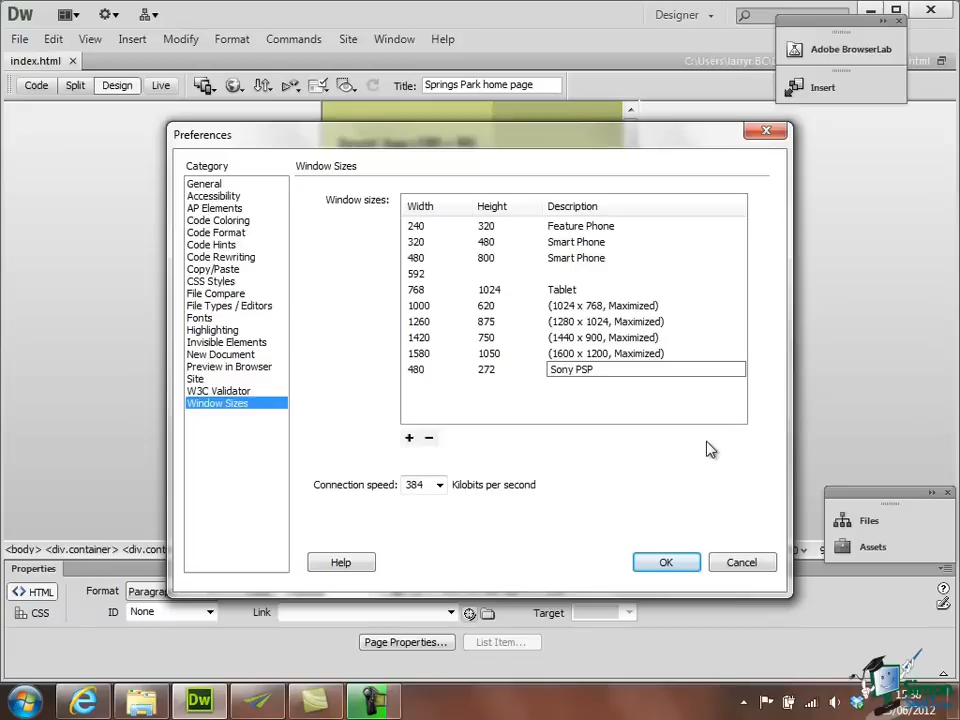 Dw
Designer
File Edit View Insert Modify Format Commands Site Window Help
Adobe BrowserLab
index.html
Code Split Design Live Title: Springs Park home page
Insert
Preferences
Category
Window Sizes
General
Accessibility
AP Elements
Code Coloring
Code Format
Code Hints
Code Rewriting
Copy/Paste
CSS Styles
File Compare
File Types / Editors
Fonts
Highlighting
Invisible Elements
New Document
Preview in Browser
Site
W3C Validator
Window Sizes
Window sizes:
Width Height Description
240 320 Feature Phone
320 480 Smart Phone
480 800 Smart Phone
592
768 1024 Tablet
1000 620 (1024 x 768, Maximized)
1260 875 (1280 x 1024, Maximized)
1420 750 (1440 x 900, Maximized)
1580 1050 (1600 x 1200, Maximized)
480 272 Sony PSP
+ −
Connection speed: 384 Kilobits per second
Help OK Cancel
Files
Assets
<body> <div.container> <div.cont
Properties
<> HTML Format Paragrap
CSS ID None Link Target
Page Properties... List Item...
Dw